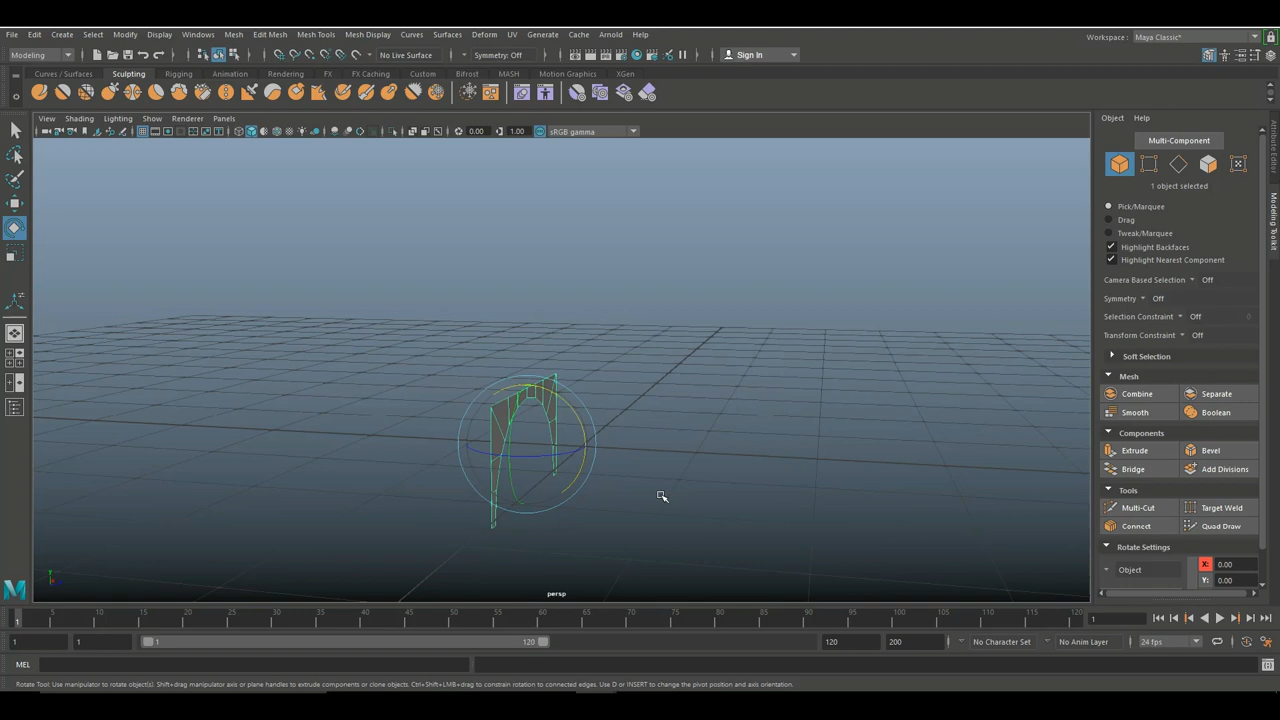 File Edit Create Select Modify Display Windows Mesh Edit Mesh Mesh Tools Mesh Display Curves Surfaces Deform UV Generate Cache Arnold Help
Workspace : Maya Classic*
Modeling No Live Surface Symmetry: Off Sign In
Curves / Surfaces Sculpting Rigging Animation Rendering FX FX Caching Custom Bifrost MASH Motion Graphics XGen
View Shading Lighting Show Renderer Panels
0.00 1.00 sRGB gamma
persp
Object Help
Multi-Component
1 object selected
Pick/Marquee
Drag
Tweak/Marquee
Highlight Backfaces
Highlight Nearest Component
Camera Based Selection Off
Symmetry Off
Selection Constraint Off 0
Transform Constraint Off
Soft Selection
Mesh
Combine Separate
Smooth Boolean
Components
Extrude Bevel
Bridge Add Divisions
Tools
Multi-Cut Target Weld
Connect Quad Draw
Rotate Settings
Object X: 0.00
Y: 0.00
Attribute Editor
Modeling Toolkit
1 5 10 15 20 25 30 35 40 45 50 55 60 65 70 75 80 85 90 95 100 105 110 115 120 1
1 1 1 120 120 200 No Character Set No Anim Layer 24 fps
MEL
Rotate Tool: Use manipulator to rotate object(s). Shift+drag manipulator axis or plane handles to extrude components or clone objects. Ctrl+Shift+LMB+drag to constrain rotation to connected edges. Use D or INSERT to change the pivot position and axis orientation.